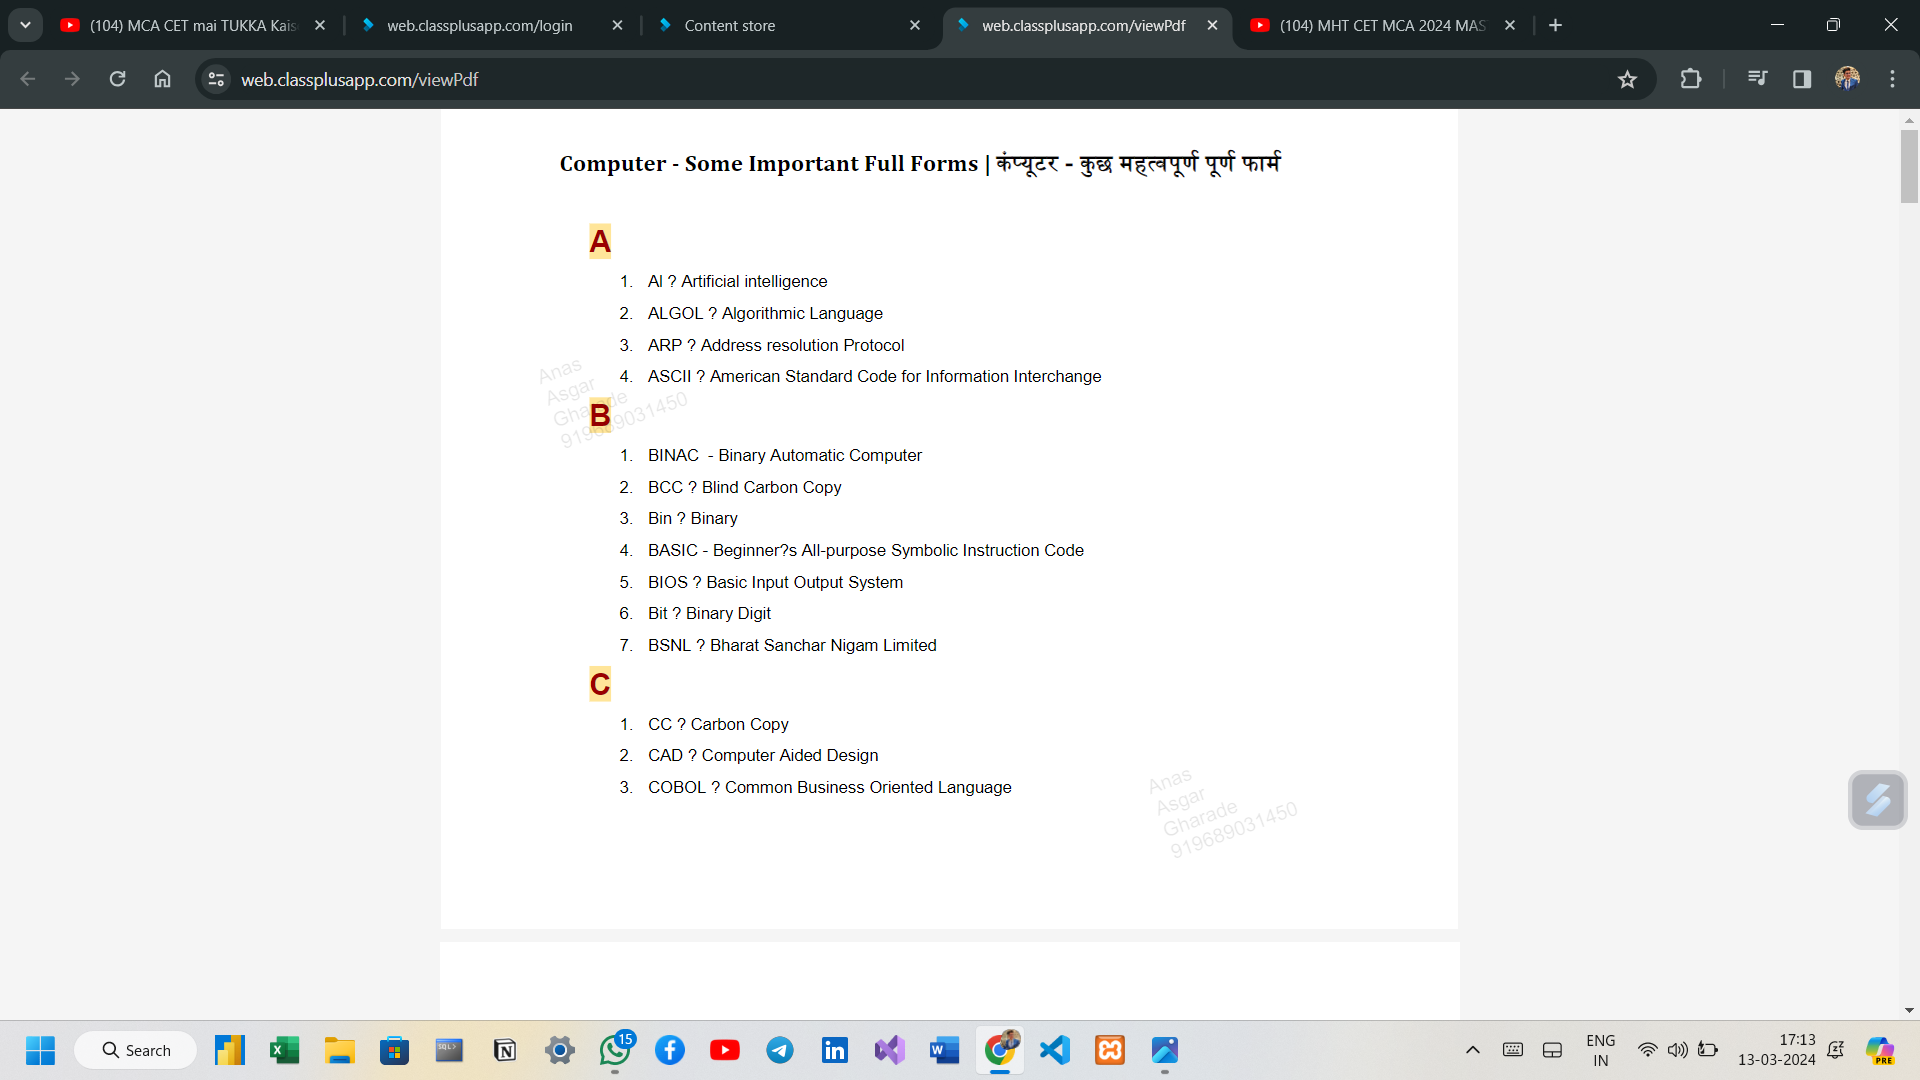 (104) MCA CET mai TUKKA Kais
web.classplusapp.com/login
Content store
web.classplusapp.com/viewPdf
(104) MHT CET MCA 2024 MAS
web.classplusapp.com/viewPdf
Computer - Some Important Full Forms | कंप्यूटर - कुछ महत्वपूर्ण पूर्ण फार्म
A
1. AI ? Artificial intelligence
2. ALGOL ? Algorithmic Language
3. ARP ? Address resolution Protocol
4. ASCII ? American Standard Code for Information Interchange
Anas
Asgar
Gharade
919689031450
B
1. BINAC - Binary Automatic Computer
2. BCC ? Blind Carbon Copy
3. Bin ? Binary
4. BASIC - Beginner?s All-purpose Symbolic Instruction Code
5. BIOS ? Basic Input Output System
6. Bit ? Binary Digit
7. BSNL ? Bharat Sanchar Nigam Limited
C
1. CC ? Carbon Copy
2. CAD ? Computer Aided Design
3. COBOL ? Common Business Oriented Language
Anas
Asgar
Gharade
919689031450
Search
SQL>
15
W
ENG
IN
17:13
13-03-2024
PRE